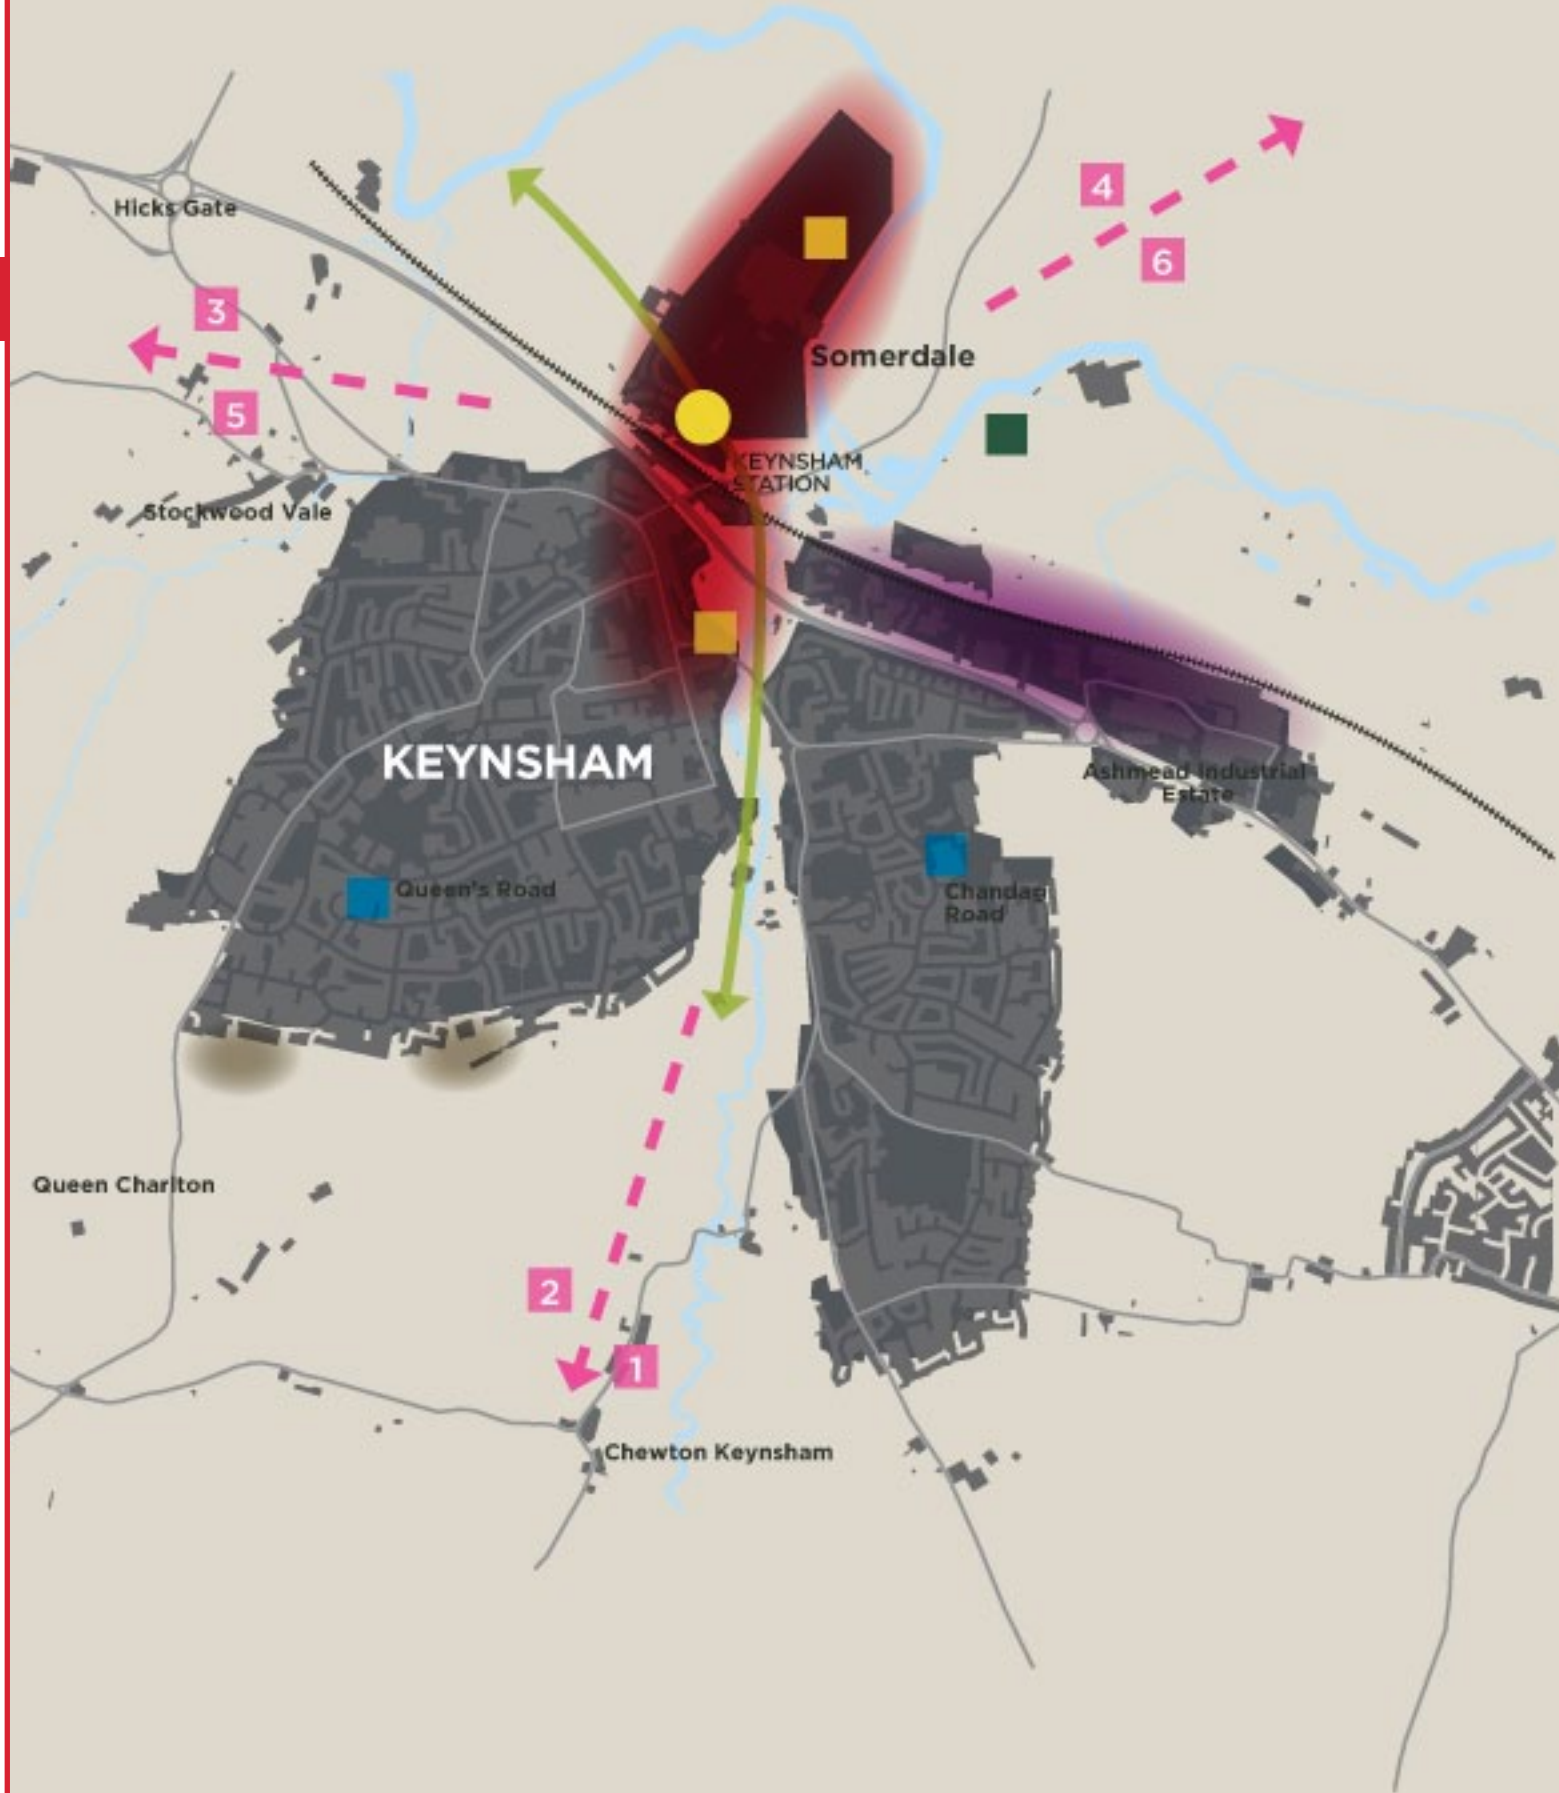 4
6
Hicks Gate
3
5
Somerdale
KEYNSHAM
STATION
Stockwood Vale
KEYNSHAM
Ashmead Industrial
Estate
Queen's Road
Chandag
Road
Queen Charlton
2
1
Chewton Keynsham